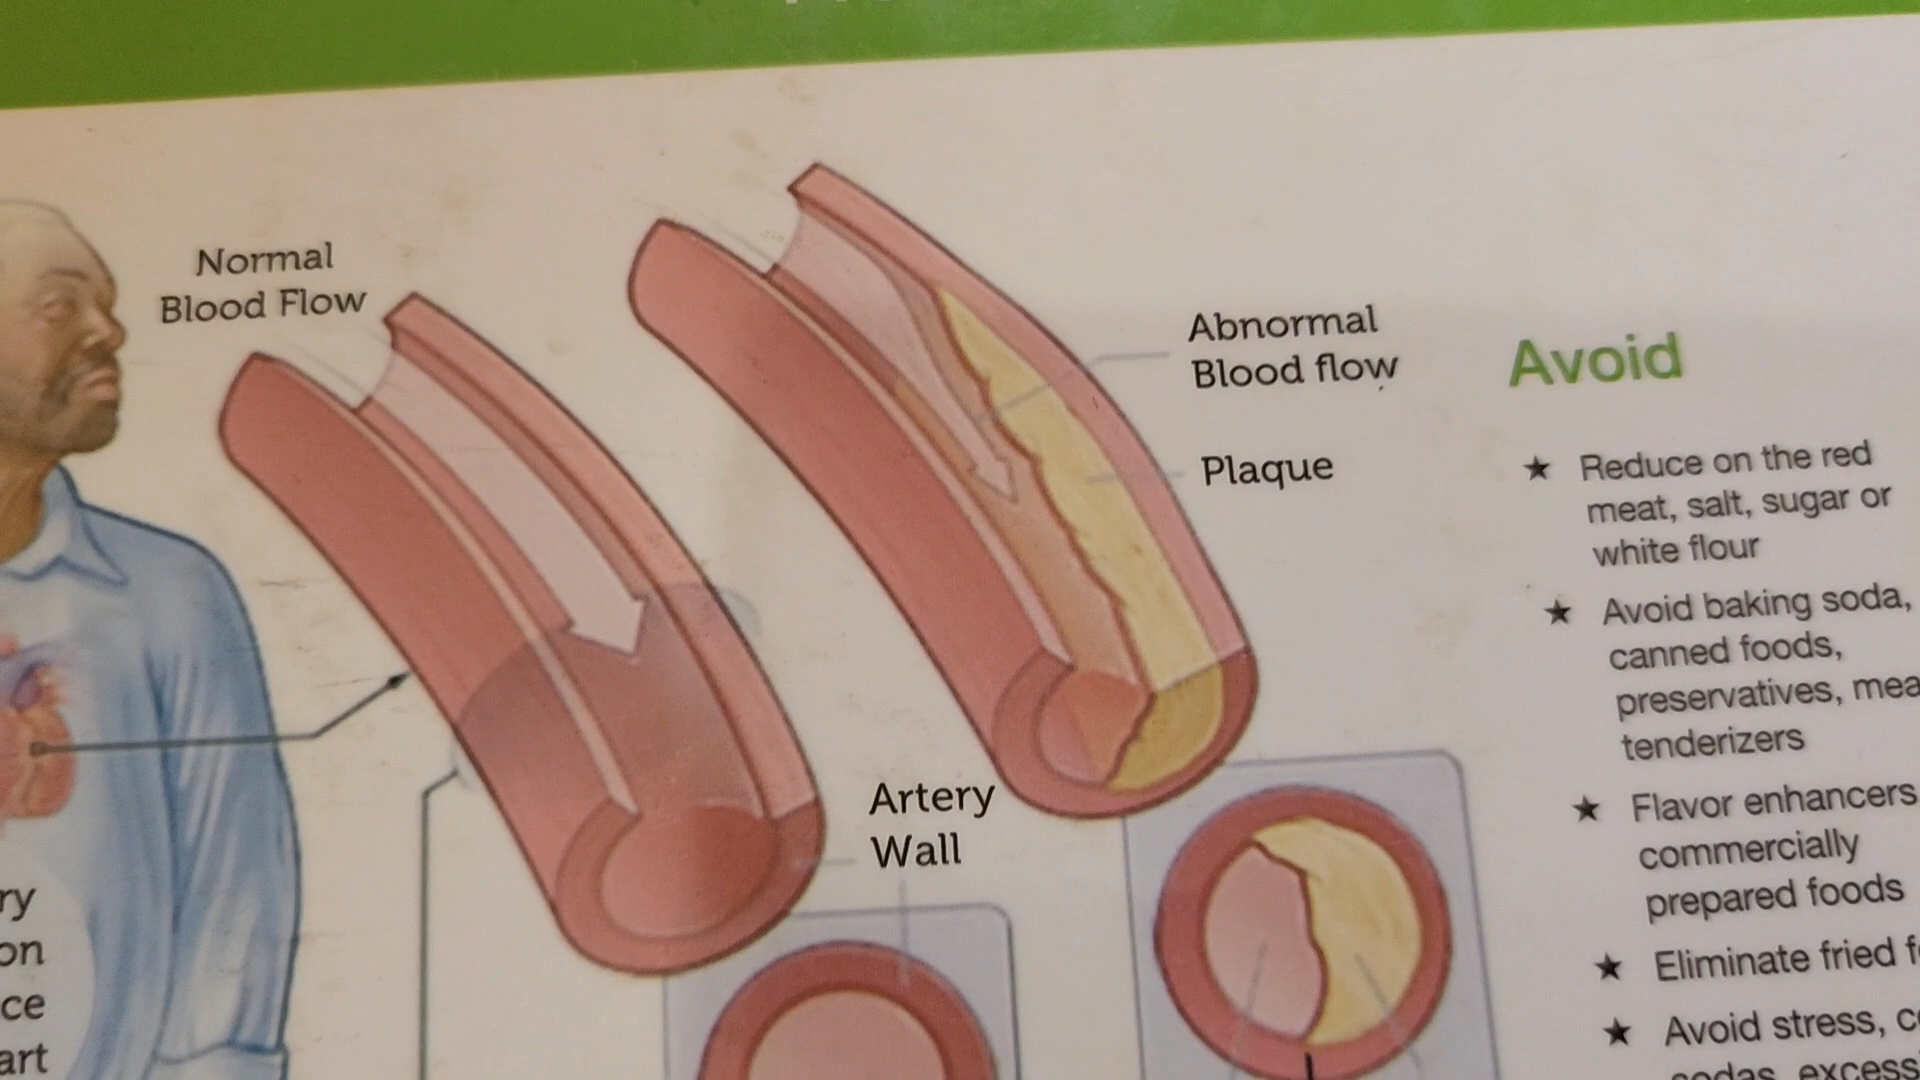 Normal
Blood Flow
Abnormal
Blood flow
Plaque
Artery
Wall
ry
on
ce
art
Avoid
★ Reduce on the red
meat, salt, sugar or
white flour
★ Avoid baking soda,
canned foods,
preservatives, mea
tenderizers
★ Flavor enhancers
commercially
prepared foods
★ Eliminate fried f
★ Avoid stress, c
sodas, excess